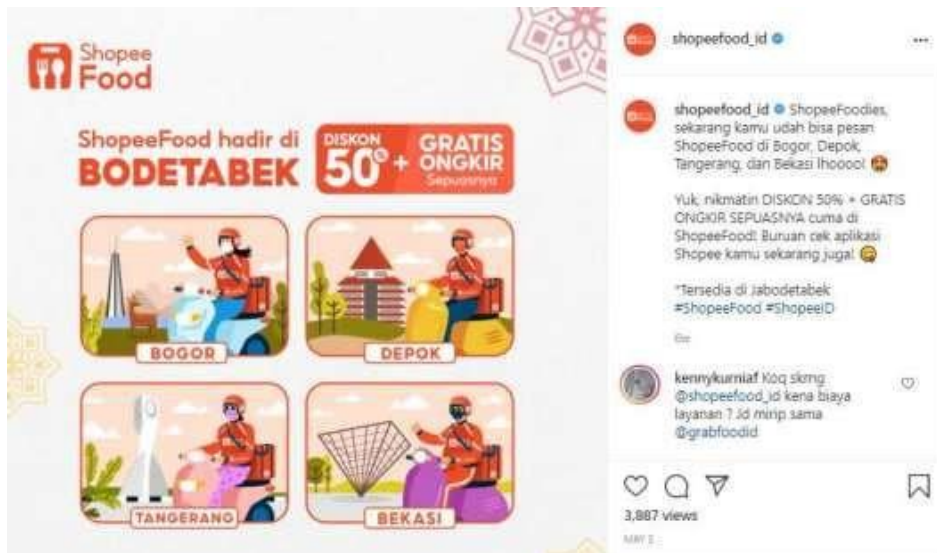 Shopee
Food
ShopeeFood hadir di
BODETABEK
DISKON
50%
+
GRATIS
ONGKIR
Sepuasnya
BOGOR
DEPOK
TANGERANG
BEKASI
shopeefood_id
shopeefood_id ShopeeFoodies,
sekarang kamu udah bisa pesan
ShopeeFood di Bogor, Depok,
Tangerang, dan Bekasi lhoooo!
Yuk, nikmatin DISKON 50% + GRATIS
ONGKIR SEPUASNYA cuma di
ShopeeFood! Buruan cek aplikasi
Shopee kamu sekarang juga!
*Tersedia di Jabodetabek
#ShopeeFood #ShopeeID
kennykurniaf Koq skrng
@shopeefood_id kena biaya
layanan ? Jd mirip sama
@grabfoodid
3,887 views